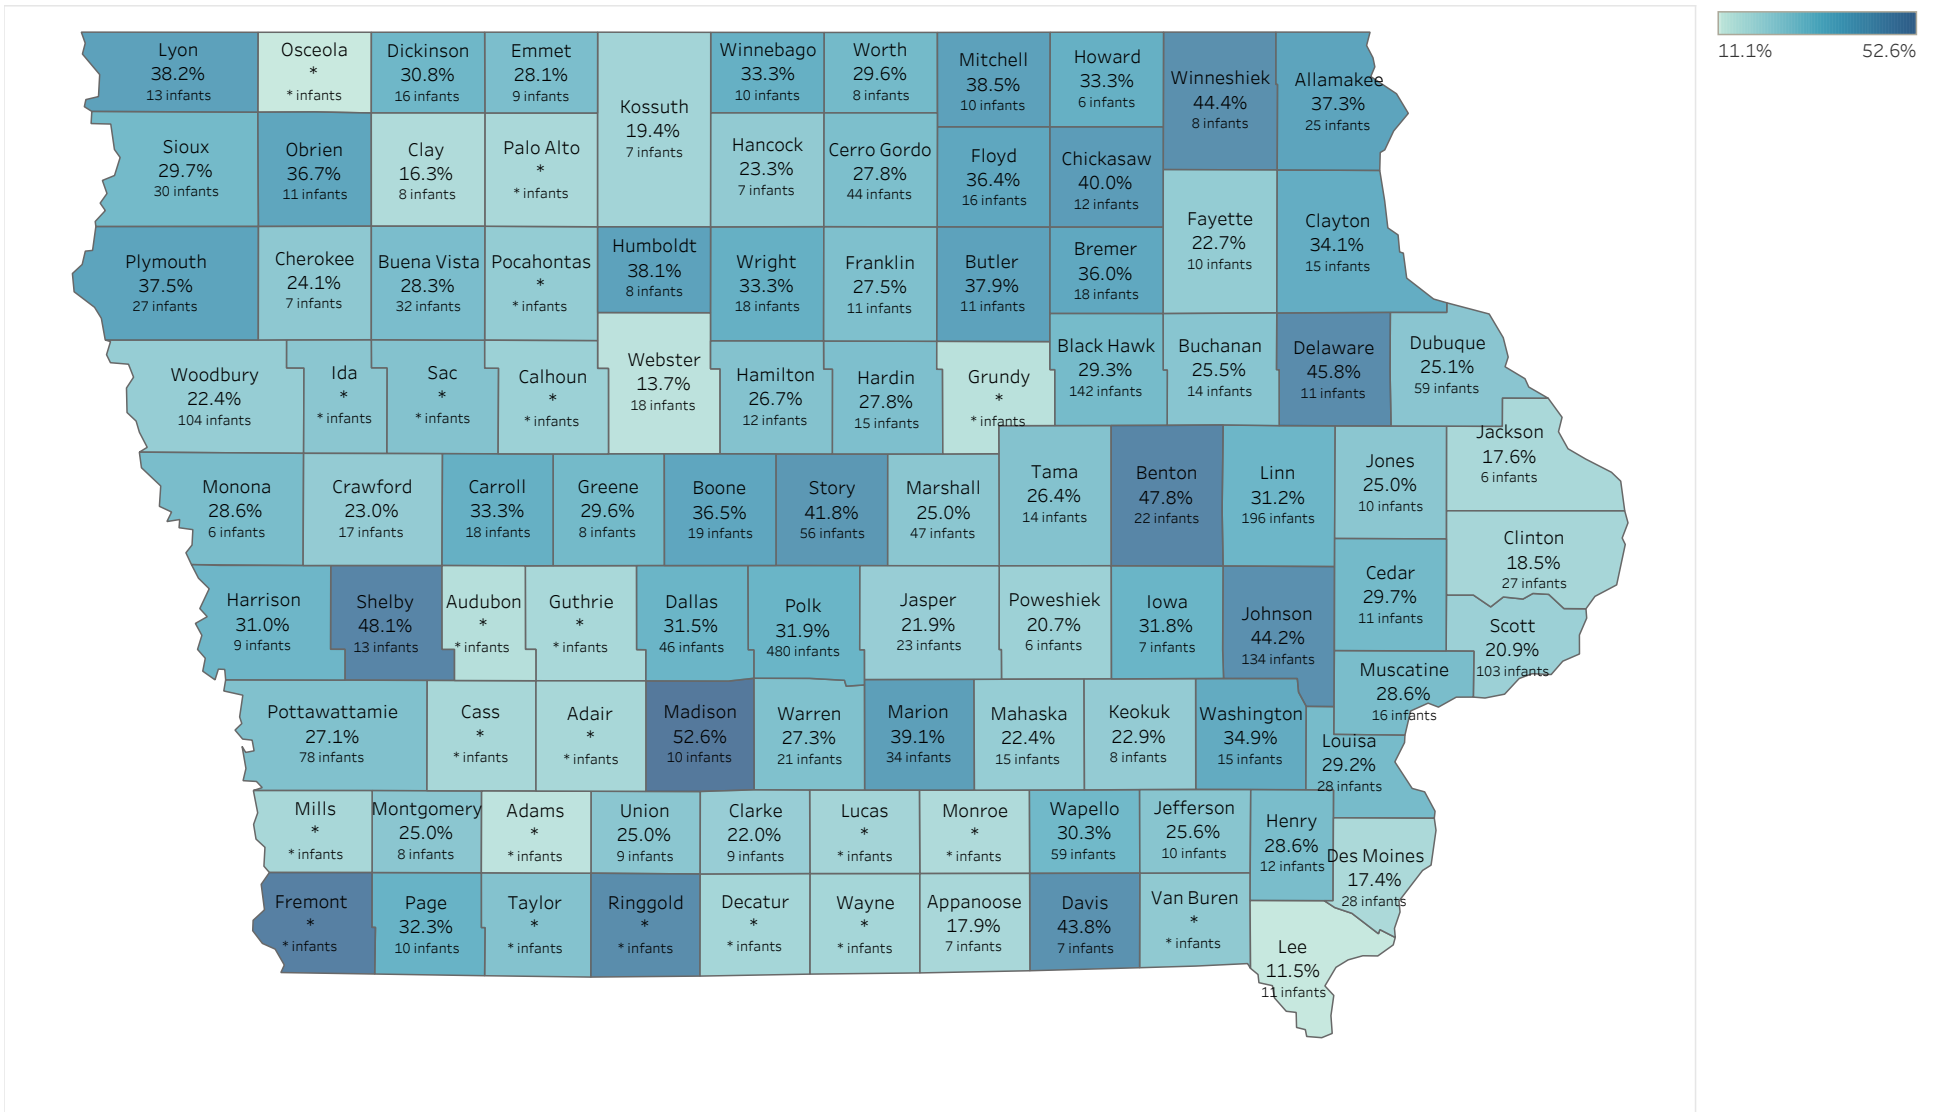 11.1%
52.6%
Lyon
38.2%
13 infants
Osceola
*
* infants
Dickinson
30.8%
16 infants
Emmet
28.1%
9 infants
Kossuth
19.4%
7 infants
Winnebago
33.3%
10 infants
Worth
29.6%
8 infants
Mitchell
38.5%
10 infants
Howard
33.3%
6 infants
Winneshiek
44.4%
8 infants
Allamakee
37.3%
25 infants
Sioux
29.7%
30 infants
Obrien
36.7%
11 infants
Clay
16.3%
8 infants
Palo Alto
*
* infants
Hancock
23.3%
7 infants
Cerro Gordo
27.8%
44 infants
Floyd
36.4%
16 infants
Chickasaw
40.0%
12 infants
Fayette
22.7%
10 infants
Clayton
34.1%
15 infants
Plymouth
37.5%
27 infants
Cherokee
24.1%
7 infants
Buena Vista
28.3%
32 infants
Pocahontas
*
* infants
Humboldt
38.1%
8 infants
Wright
33.3%
18 infants
Franklin
27.5%
11 infants
Butler
37.9%
11 infants
Bremer
36.0%
18 infants
Woodbury
22.4%
104 infants
Ida
*
* infants
Sac
*
* infants
Calhoun
*
* infants
Webster
13.7%
18 infants
Hamilton
26.7%
12 infants
Hardin
27.8%
15 infants
Grundy
*
* infants
Black Hawk
29.3%
142 infants
Buchanan
25.5%
14 infants
Delaware
45.8%
11 infants
Dubuque
25.1%
59 infants
Jackson
17.6%
6 infants
Monona
28.6%
6 infants
Crawford
23.0%
17 infants
Carroll
33.3%
18 infants
Greene
29.6%
8 infants
Boone
36.5%
19 infants
Story
41.8%
56 infants
Marshall
25.0%
47 infants
Tama
26.4%
14 infants
Benton
47.8%
22 infants
Linn
31.2%
196 infants
Jones
25.0%
10 infants
Clinton
18.5%
27 infants
Harrison
31.0%
9 infants
Shelby
48.1%
13 infants
Audubon
*
* infants
Guthrie
*
* infants
Dallas
31.5%
46 infants
Polk
31.9%
480 infants
Jasper
21.9%
23 infants
Poweshiek
20.7%
6 infants
Iowa
31.8%
7 infants
Johnson
44.2%
134 infants
Cedar
29.7%
11 infants
Scott
20.9%
103 infants
Muscatine
28.6%
16 infants
Pottawattamie
27.1%
78 infants
Cass
*
* infants
Adair
*
* infants
Madison
52.6%
10 infants
Warren
27.3%
21 infants
Marion
39.1%
34 infants
Mahaska
22.4%
15 infants
Keokuk
22.9%
8 infants
Washington
34.9%
15 infants
Louisa
29.2%
28 infants
Mills
*
* infants
Montgomery
25.0%
8 infants
Adams
*
* infants
Union
25.0%
9 infants
Clarke
22.0%
9 infants
Lucas
*
* infants
Monroe
*
* infants
Wapello
30.3%
59 infants
Jefferson
25.6%
10 infants
Henry
28.6%
12 infants
Des Moines
17.4%
28 infants
Fremont
*
* infants
Page
32.3%
10 infants
Taylor
*
* infants
Ringgold
*
* infants
Decatur
*
* infants
Wayne
*
* infants
Appanoose
17.9%
7 infants
Davis
43.8%
7 infants
Van Buren
*
* infants
Lee
11.5%
11 infants